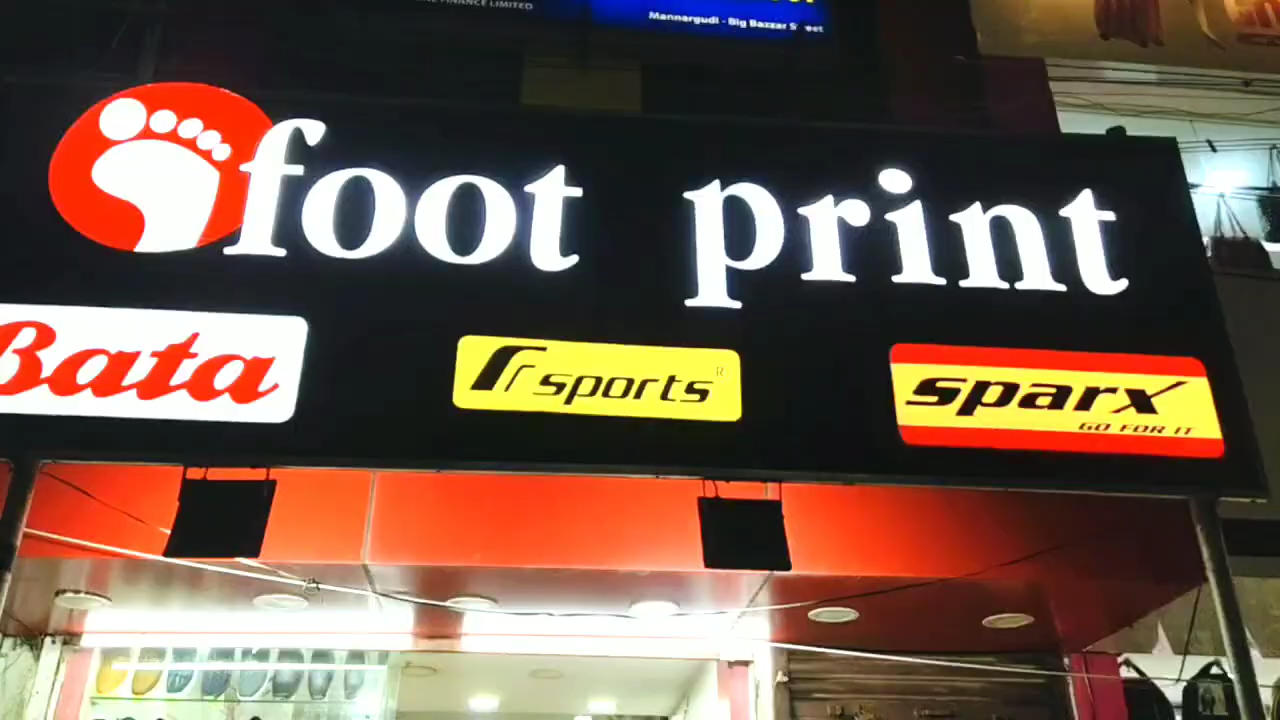 FINANCE LIMITED
Mannargudi - Big Bazzar Street
foot print
Bata
sports®
sparx
GO FOR IT